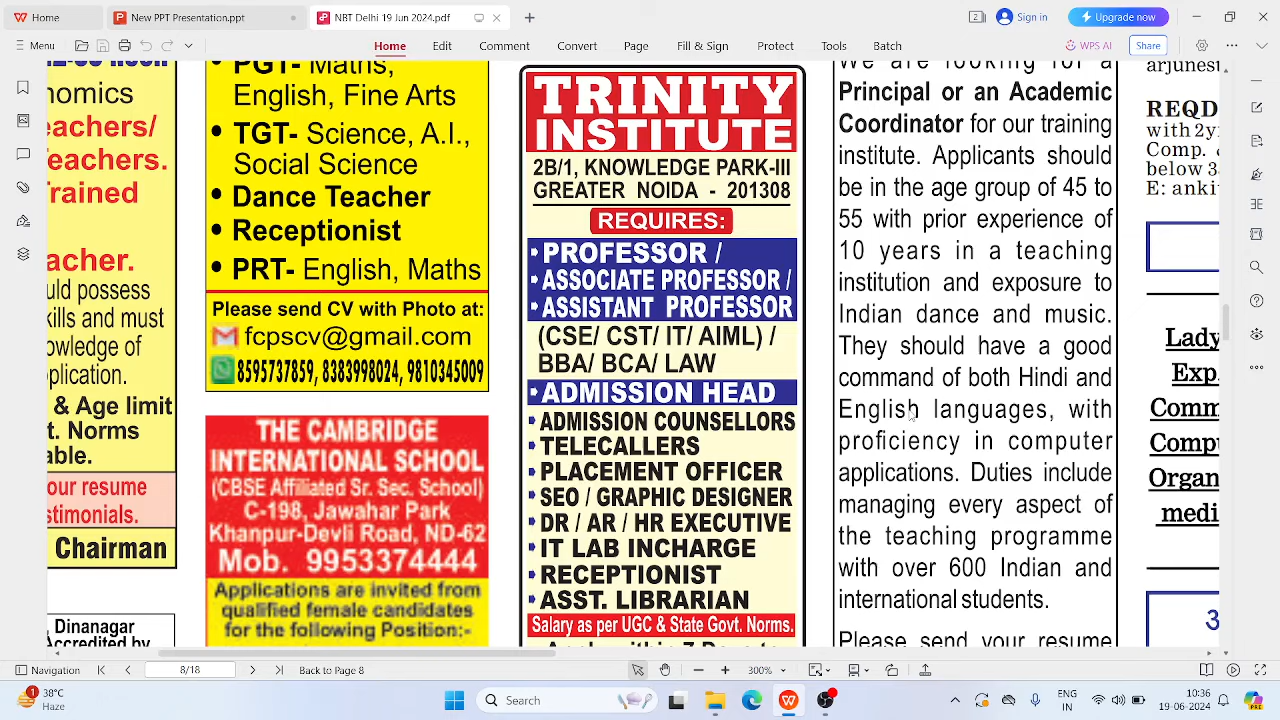 Home
New PPT Presentation.ppt
NBT Delhi 19 Jun 2024.pdf
Sign in
Upgrade now
Menu
Home
Edit
Comment
Convert
Page
Fill & Sign
Protect
Tools
Batch
WPS AI
Share
nomics
eachers/
eachers.
rained
acher.
uld possess
kills and must
owledge of
plication.
& Age limit
t. Norms
able.
our resume
stimonials.
Chairman
Dinanagar
Accredited by
PGT- Maths,
English, Fine Arts
• TGT- Science, A.I.,
Social Science
• Dance Teacher
• Receptionist
• PRT- English, Maths
Please send CV with Photo at:
fcpscv@gmail.com
8595737859, 8383998024, 9810345009
THE CAMBRIDGE
INTERNATIONAL SCHOOL
(CBSE Affiliated Sr. Sec. School)
C-198, Jawahar Park
Khanpur-Devli Road, ND-62
Mob. 9953374444
Applications are invited from
qualified female candidates
for the following Position:-
TRINITY
INSTITUTE
2B/1, KNOWLEDGE PARK-III
GREATER NOIDA - 201308
REQUIRES:
PROFESSOR /
ASSOCIATE PROFESSOR /
ASSISTANT PROFESSOR
(CSE/ CST/ IT/ AIML) /
BBA/ BCA/ LAW
ADMISSION HEAD
ADMISSION COUNSELLORS
TELECALLERS
PLACEMENT OFFICER
SEO / GRAPHIC DESIGNER
DR / AR / HR EXECUTIVE
IT LAB INCHARGE
RECEPTIONIST
ASST. LIBRARIAN
Salary as per UGC & State Govt. Norms.
We are looking for a
Principal or an Academic
Coordinator for our training
institute. Applicants should
be in the age group of 45 to
55 with prior experience of
10 years in a teaching
institution and exposure to
Indian dance and music.
They should have a good
command of both Hindi and
English languages, with
proficiency in computer
applications. Duties include
managing every aspect of
the teaching programme
with over 600 Indian and
international students.
Please send your resume
arjunest
REQD
with 2y
Comp. &
below 3
E: ankit
Lady
Exp.
Comm
Compu
Organ
medi
3
Navigation
8/18
Back to Page 8
300%
1
38°C
Haze
Search
ENG
IN
10:36
19-06-2024